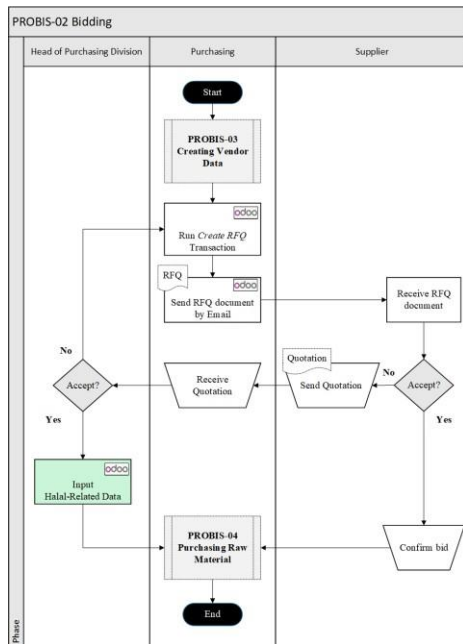 PROBIS-02 Bidding
Head of Purchasing Division
Purchasing
Supplier
Start
PROBIS-03
Creating Vendor
Data
odoo
Run Create RFQ
Transaction
RFQ
odoo
Send RFQ document
by Email
Receive RFQ
document
No
Accept?
Yes
Receive
Quotation
Quotation
Send Quotation
No
Accept?
Yes
odoo
Input
Halal-Related Data
PROBIS-04
Purchasing Raw
Material
Confirm bid
End
Phase